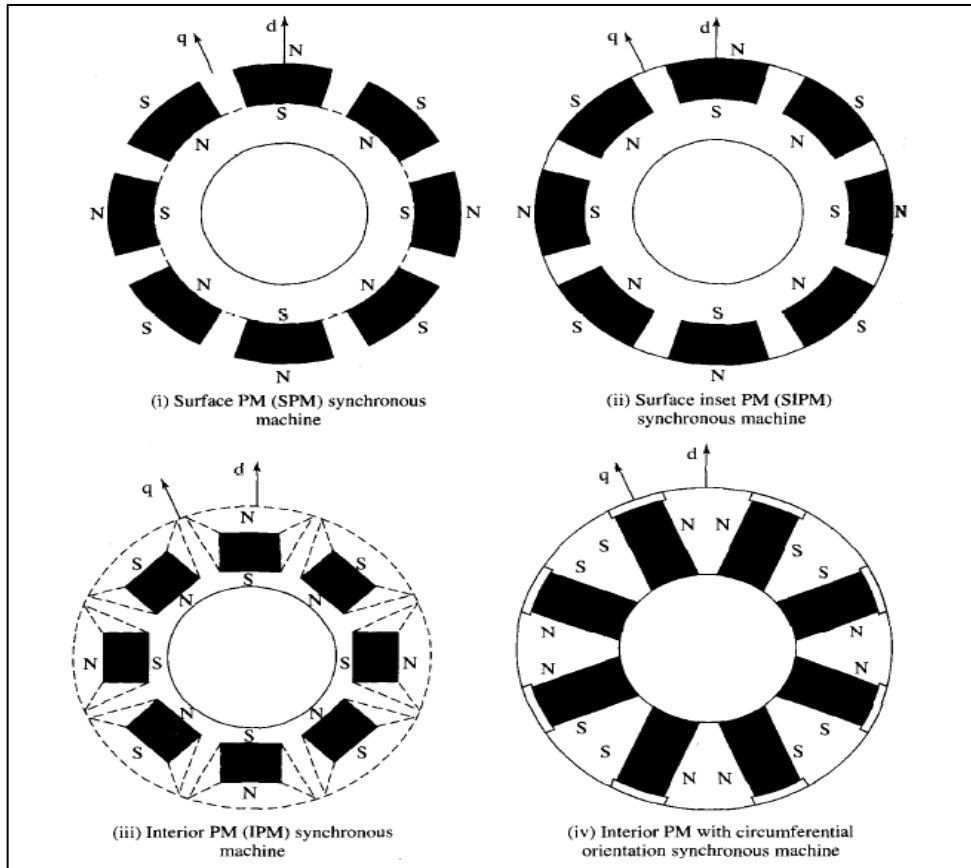 d
N
q
S
S
S
N
N
N
S
S
N
N
N
S
S
S
N
(i) Surface PM (SPM) synchronous
machine
d
N
q
S
S
S
N
N
N
S
S
N
N
N
S
S
S
N
(ii) Surface inset PM (SIPM)
synchronous machine
d
q
N
S
S
S
N
N
N
S
S
N
N
N
S
S
S
N
(iii) Interior PM (IPM) synchronous
machine
d
q
N N
S S
S S
N N
N N
S S
S S
N N
(iv) Interior PM with circumferential
orientation synchronous machine